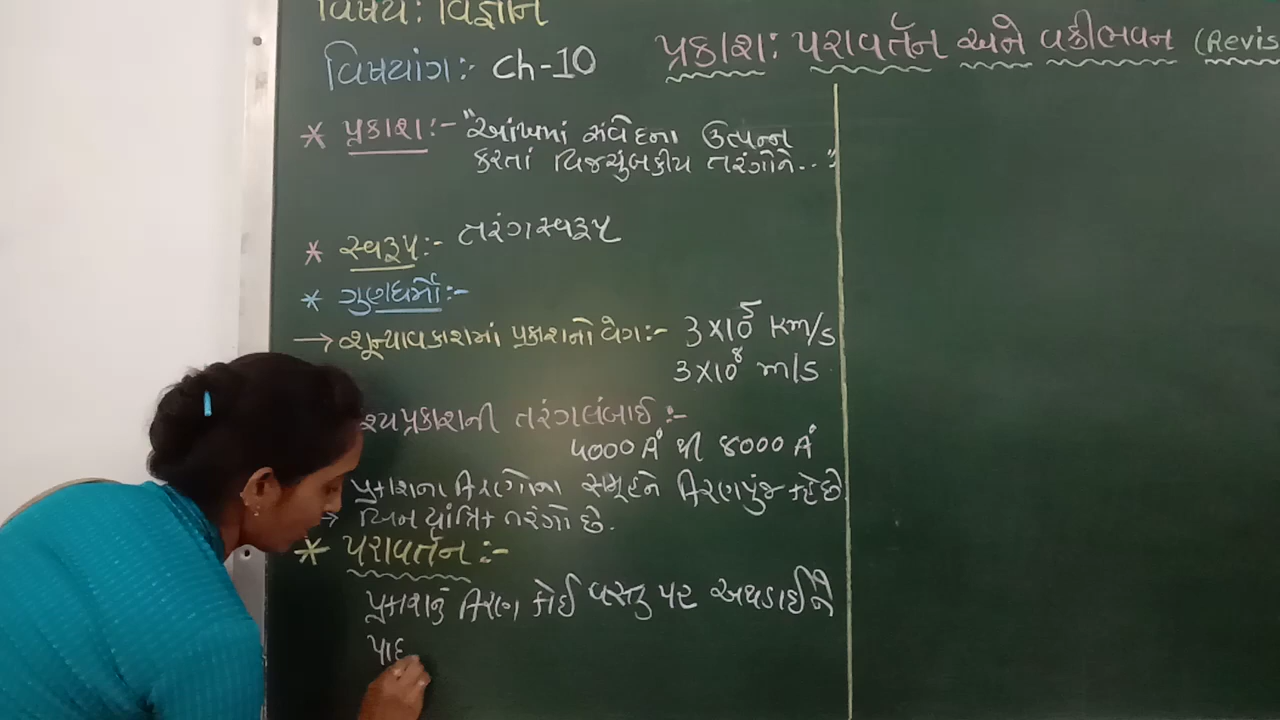 વિષય: વિજ્ઞાન
વિષયાંગ:- Ch-10
પ્રકાશ: પરાવર્તન અને વક્રીભવન (Revis
* પ્રકાશ:- "આંખમાં સંવેદના ઉત્પન્ન
કરતાં વિજચુંબકીય તરંગોને..."
* સ્વરૂપ:- તરંગસ્વરૂપ
* ગુણધર્મો:-
→ શૂન્યાવકાશમાં પ્રકાશનો વેગ:- 3×10⁵ km/s
3×10⁸ m/s
શ્યપ્રકાશની તરંગલંબાઈ:-
4000 A° થી 8000 A°
પ્રકાશના કિરણોના સમૂહને કિરણપુંજ કહે છે
→ બિનયાંત્રિક તરંગો છે.
* પરાવર્તન:-
પ્રકાશનું કિરણ કોઈ વસ્તુ પર અથડાઈને